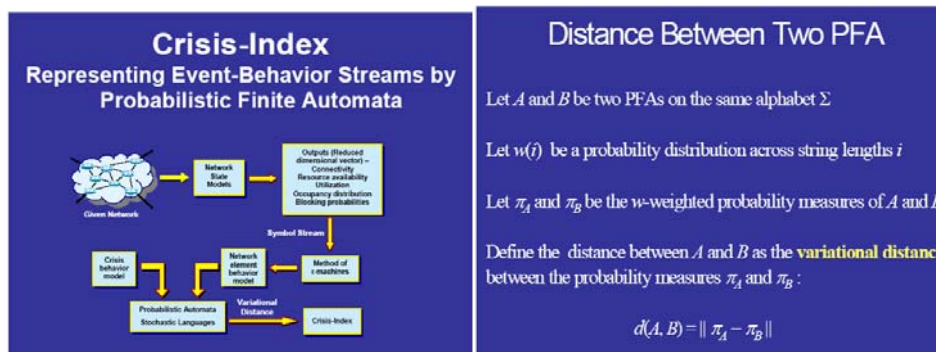 Crisis-Index
Representing Event-Behavior Streams by
Probabilistic Finite Automata
Given Network
Network
State
Models
Outputs (Reduced
dimensional vector) –
Connectivity
Resource availability
Utilization
Occupancy distribution
Blocking probabilities
Symbol Stream
Crisis
behavior
model
Network
element
behavior
model
Method of
ε-machines
Probabilistic Automata
Stochastic Languages
Variational
Distance
Crisis-Index
Distance Between Two PFA
Let A and B be two PFAs on the same alphabet Σ
Let w(i) be a probability distribution across string lengths i
Let π_A and π_B be the w-weighted probability measures of A and B
Define the distance between A and B as the variational distanc
between the probability measures π_A and π_B :
d(A, B) = || π_A – π_B ||